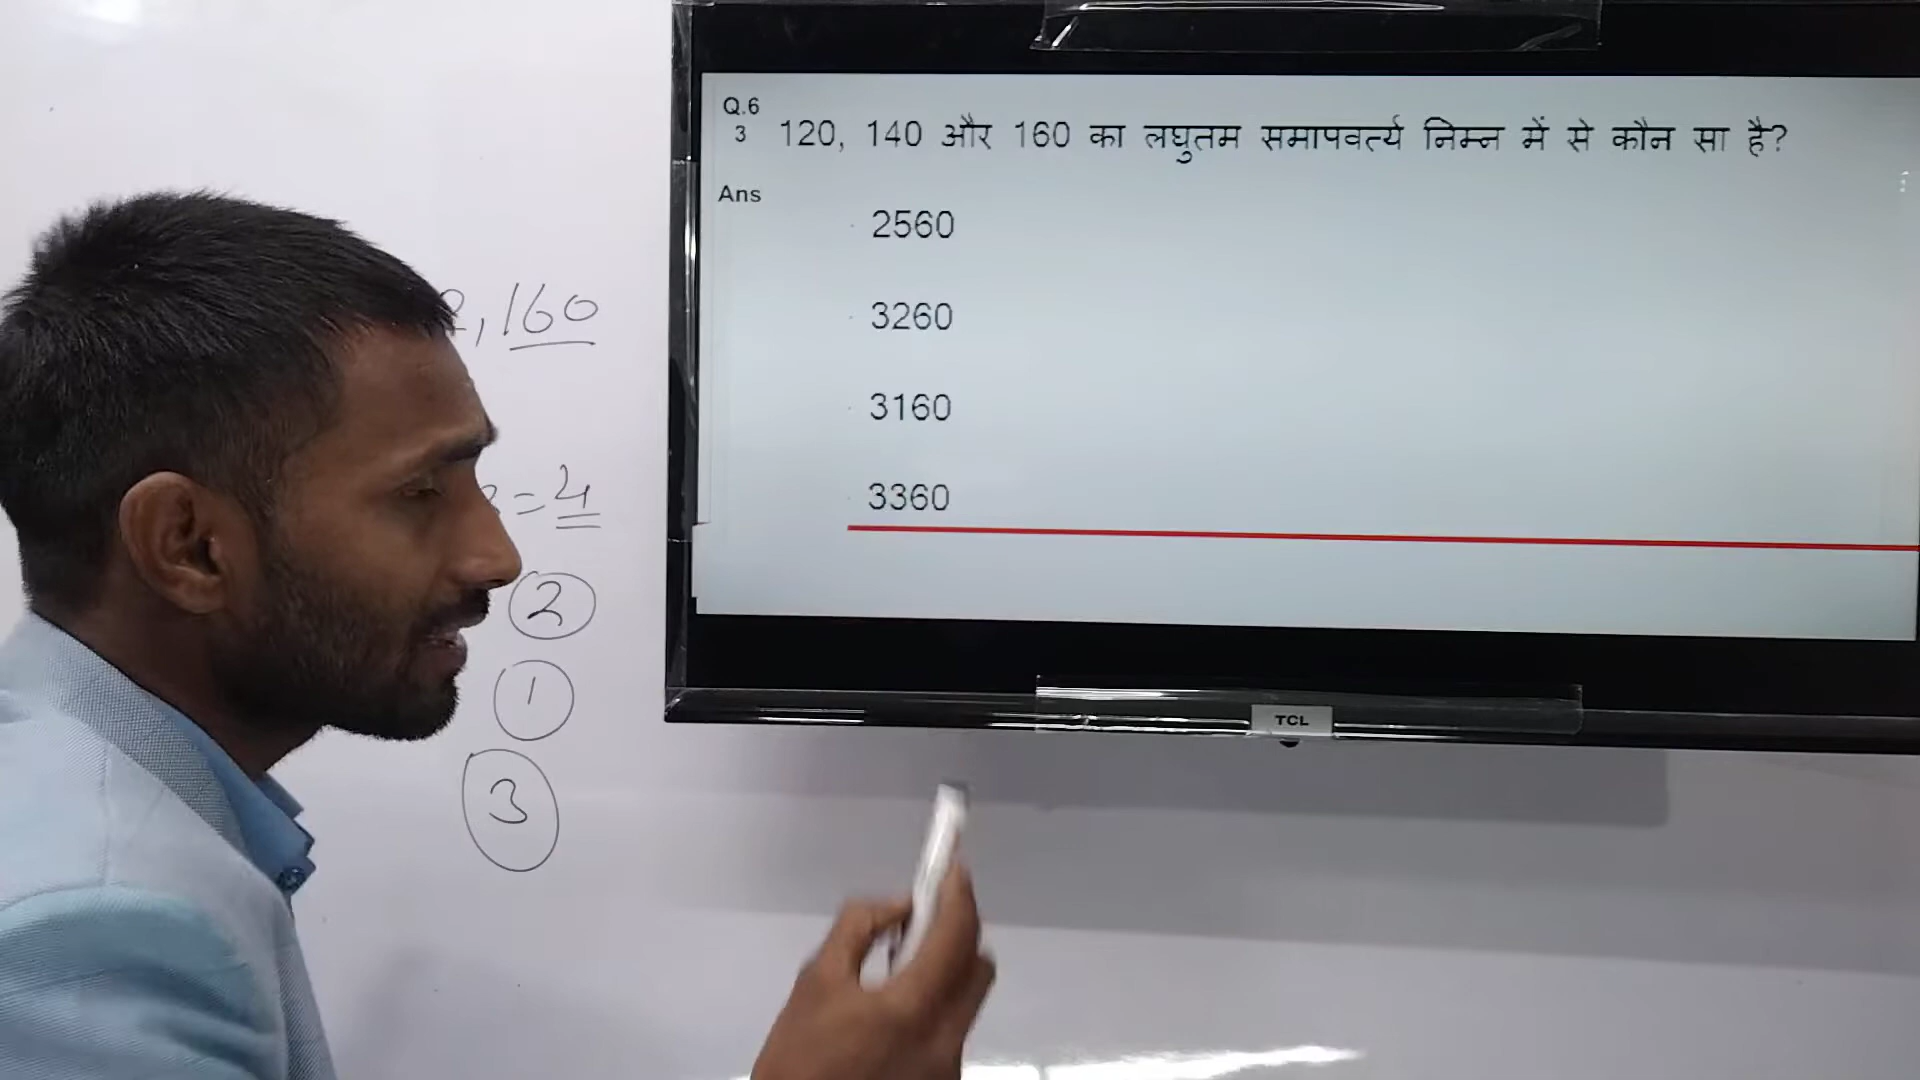 Q.6
3 120, 140 और 160 का लघुतम समापवर्त्य निम्न में से कौन सा है?
Ans
2560
3260
3160
3360
, 160
= 4
2
1
3
TCL